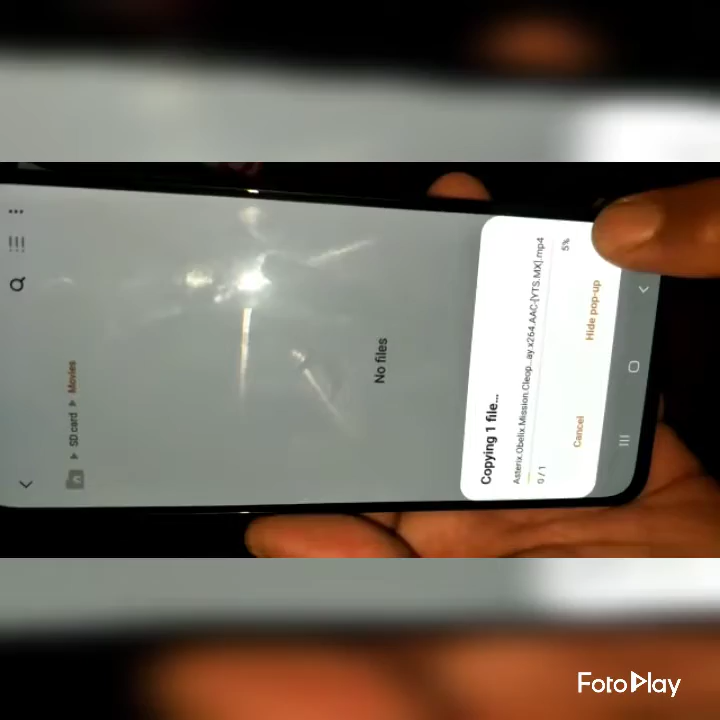 SD card ▸ Movies
No files
Copying 1 file...
Asterix.Obelix.Mission.Cleop...ay.x264.AAC-[YTS.MX].mp4
0 / 1 5%
Cancel Hide pop-up
FotoPlay